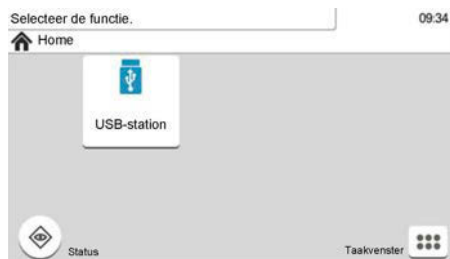 Selecteer de functie.
09:34
Home
USB-station
Status
Taakvenster